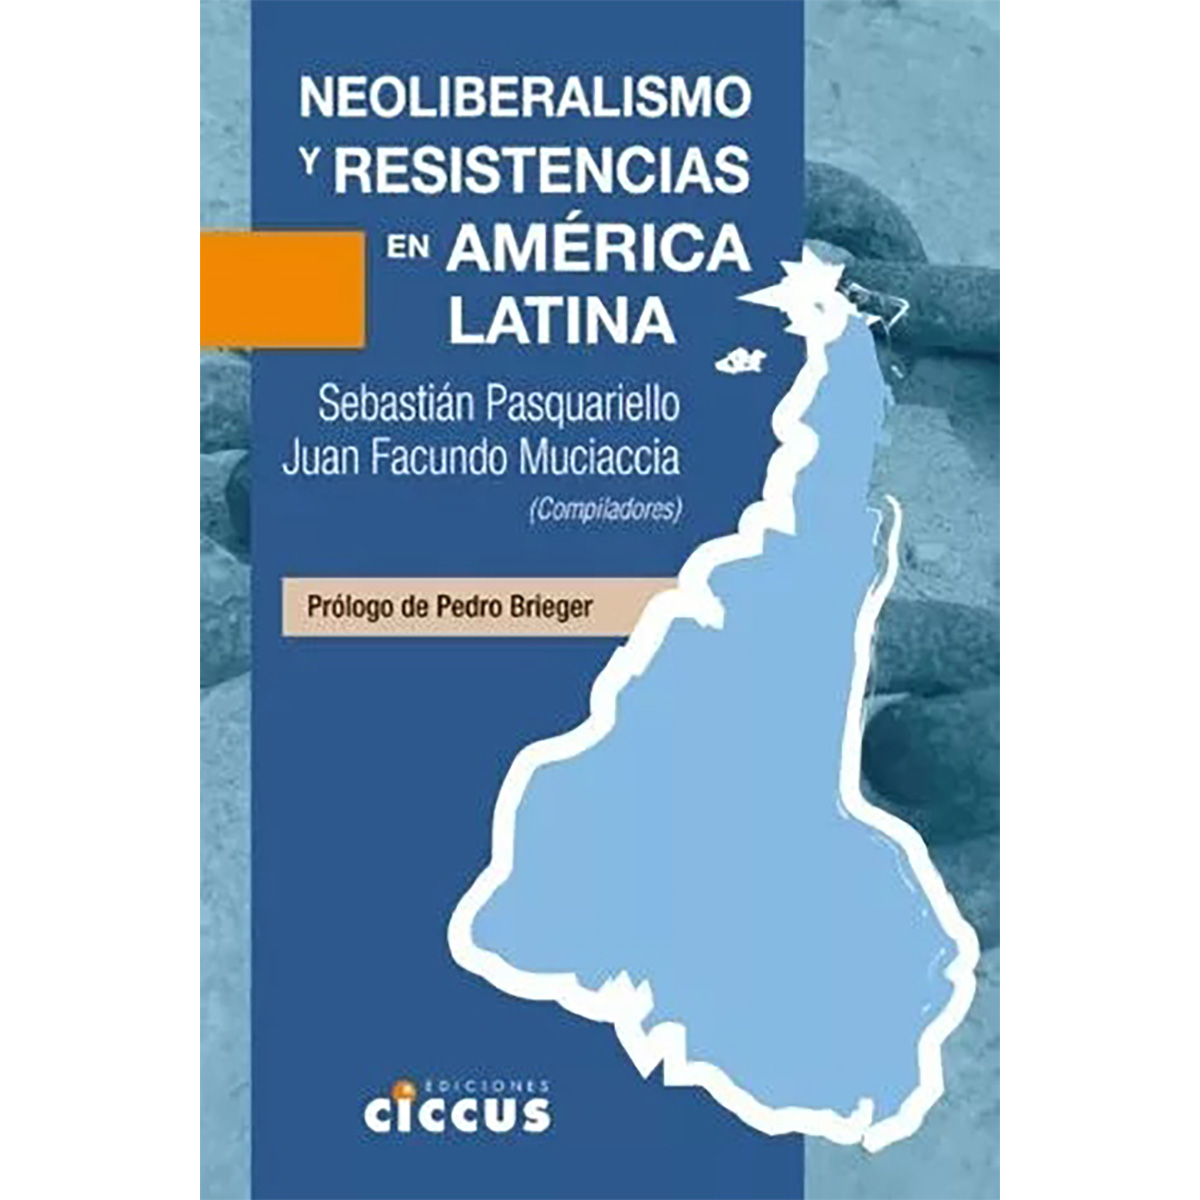 NEOLIBERALISMO
Y RESISTENCIAS
EN AMÉRICA
LATINA
Sebastián Pasquariello
Juan Facundo Muciaccia
(Compiladores)
Prólogo de Pedro Brieger
EDICIONES
CICCUS